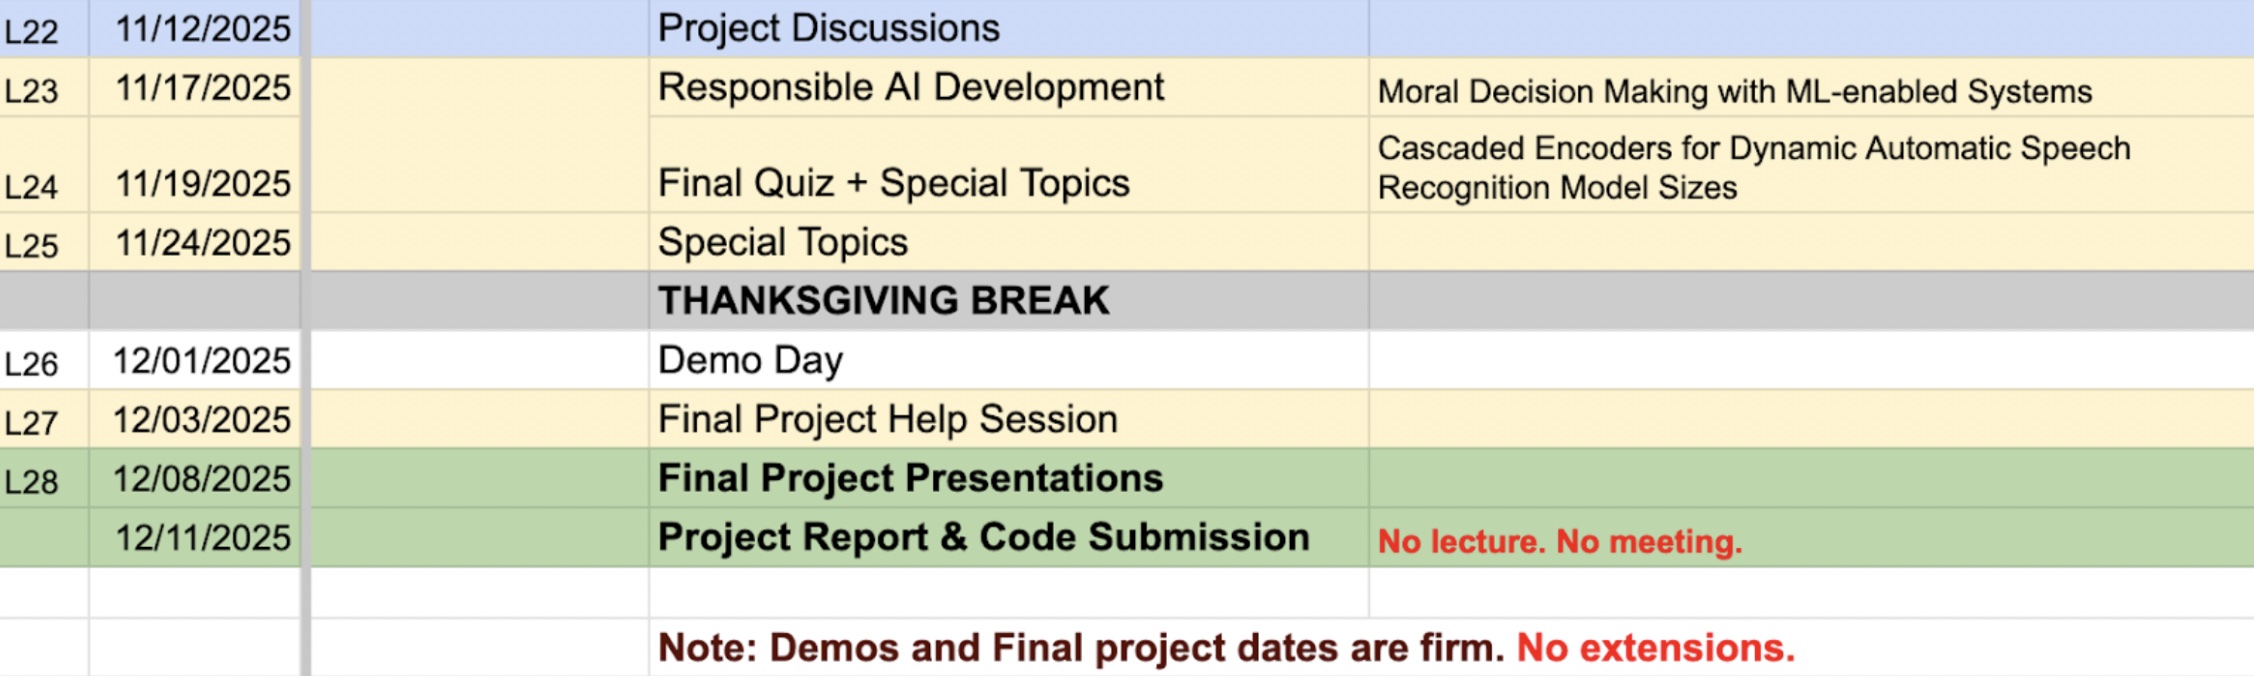 L22 11/12/2025 Project Discussions
L23 11/17/2025 Responsible AI Development Moral Decision Making with ML-enabled Systems
Cascaded Encoders for Dynamic Automatic Speech
L24 11/19/2025 Final Quiz + Special Topics Recognition Model Sizes
L25 11/24/2025 Special Topics
THANKSGIVING BREAK
L26 12/01/2025 Demo Day
L27 12/03/2025 Final Project Help Session
L28 12/08/2025 Final Project Presentations
12/11/2025 Project Report & Code Submission No lecture. No meeting.
Note: Demos and Final project dates are firm. No extensions.